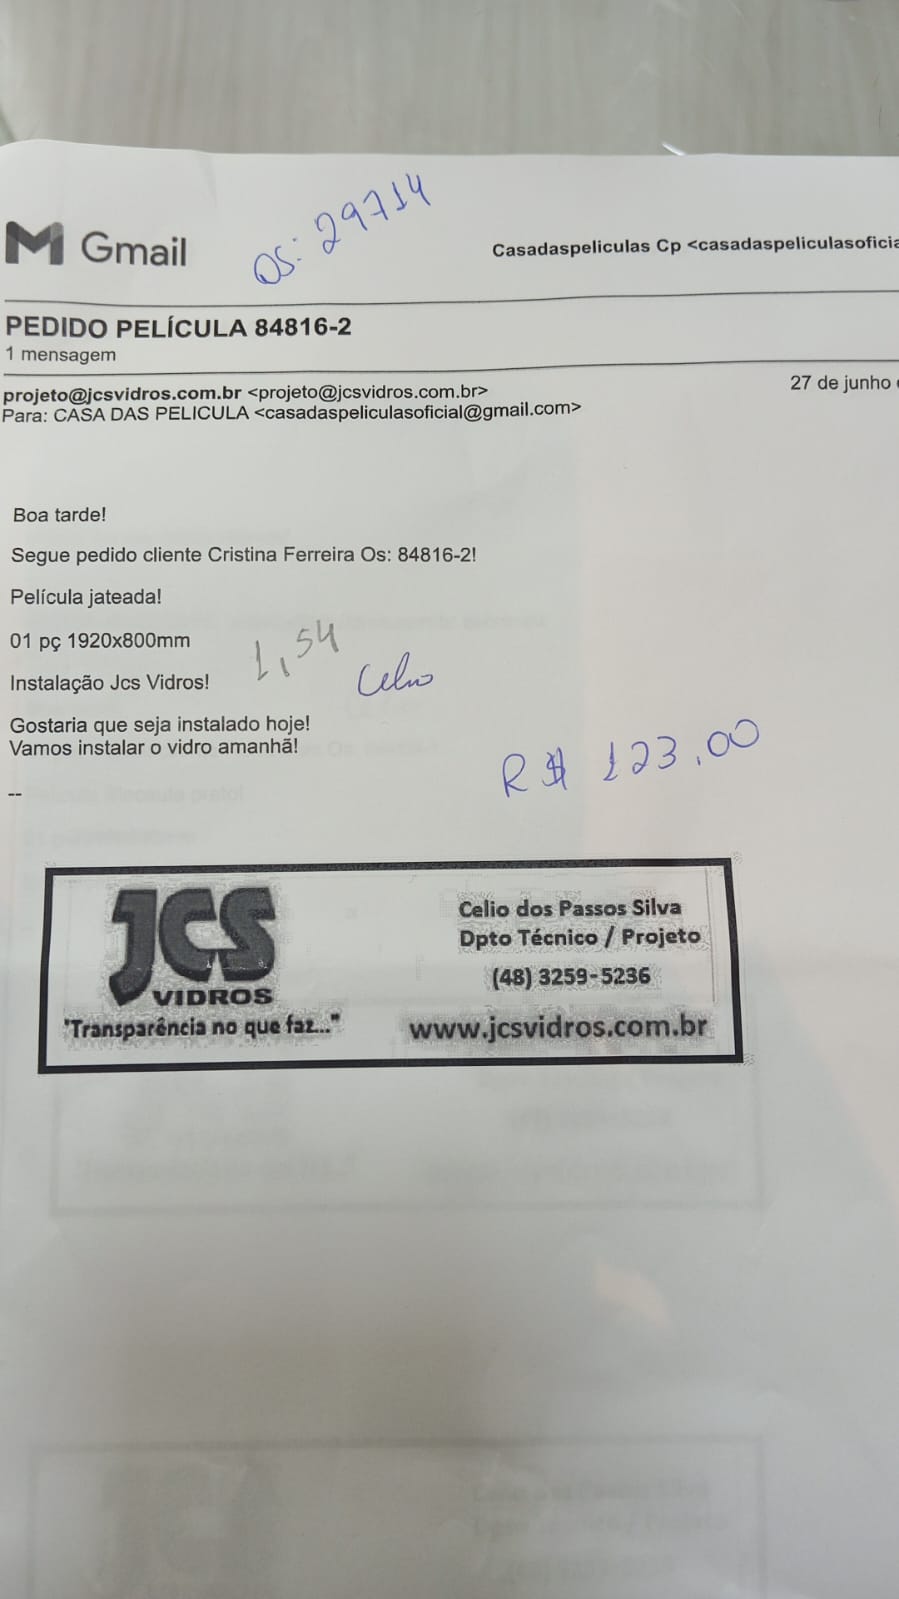 OS: 29714
Gmail
Casadaspeliculas Cp <casadaspeliculasoficia
PEDIDO PELÍCULA 84816-2
1 mensagem
projeto@jcsvidros.com.br <projeto@jcsvidros.com.br>
27 de junho
Para: CASA DAS PELICULA <casadaspeliculasoficial@gmail.com>
Boa tarde!
Segue pedido cliente Cristina Ferreira Os: 84816-2!
Película jateada!
01 pç 1920x800mm
1,54
Instalação Jcs Vidros!
Gostaria que seja instalado hoje!
Vamos instalar o vidro amanhã!
R$ 123,00
--
JCS
VIDROS
"Transparência no que faz..."
Celio dos Passos Silva
Dpto Técnico / Projeto
(48) 3259-5236
www.jcsvidros.com.br